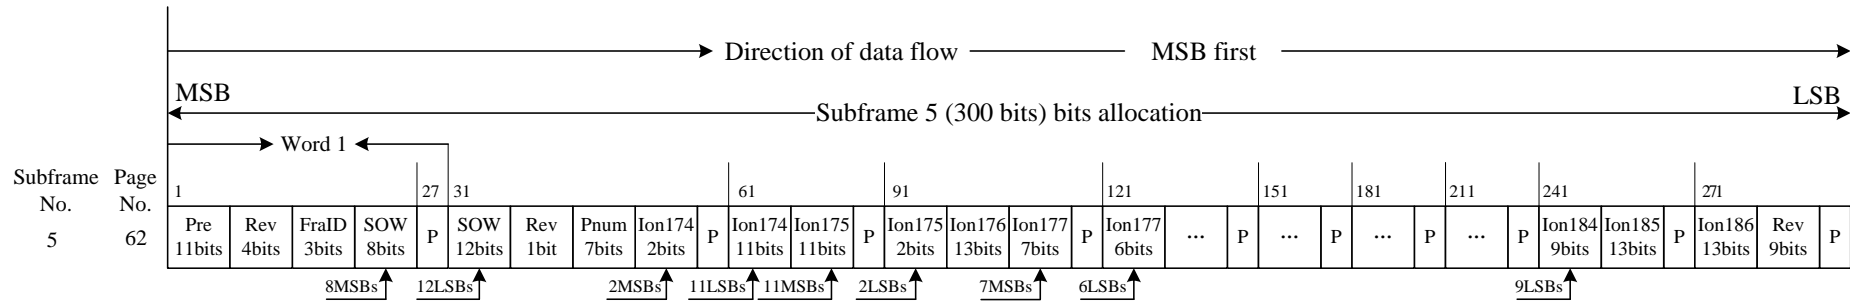 Direction of data flow MSB first
MSB LSB
Subframe 5 (300 bits) bits allocation
Word 1
Subframe No. Page No. 1 27 31 61 91 121 151 181 211 241 271
5 62 Pre 11bits Rev 4bits FraID 3bits SOW 8bits P SOW 12bits Rev 1bit Pnum 7bits Ion174 2bits P Ion174 11bits Ion175 11bits P Ion175 2bits Ion176 13bits Ion177 7bits P Ion177 6bits ... P ... P ... P ... P Ion184 9bits Ion185 13bits P Ion186 13bits Rev 9bits P
8MSBs 12LSBs 2MSBs 11LSBs 11MSBs 2LSBs 7MSBs 6LSBs 9LSBs